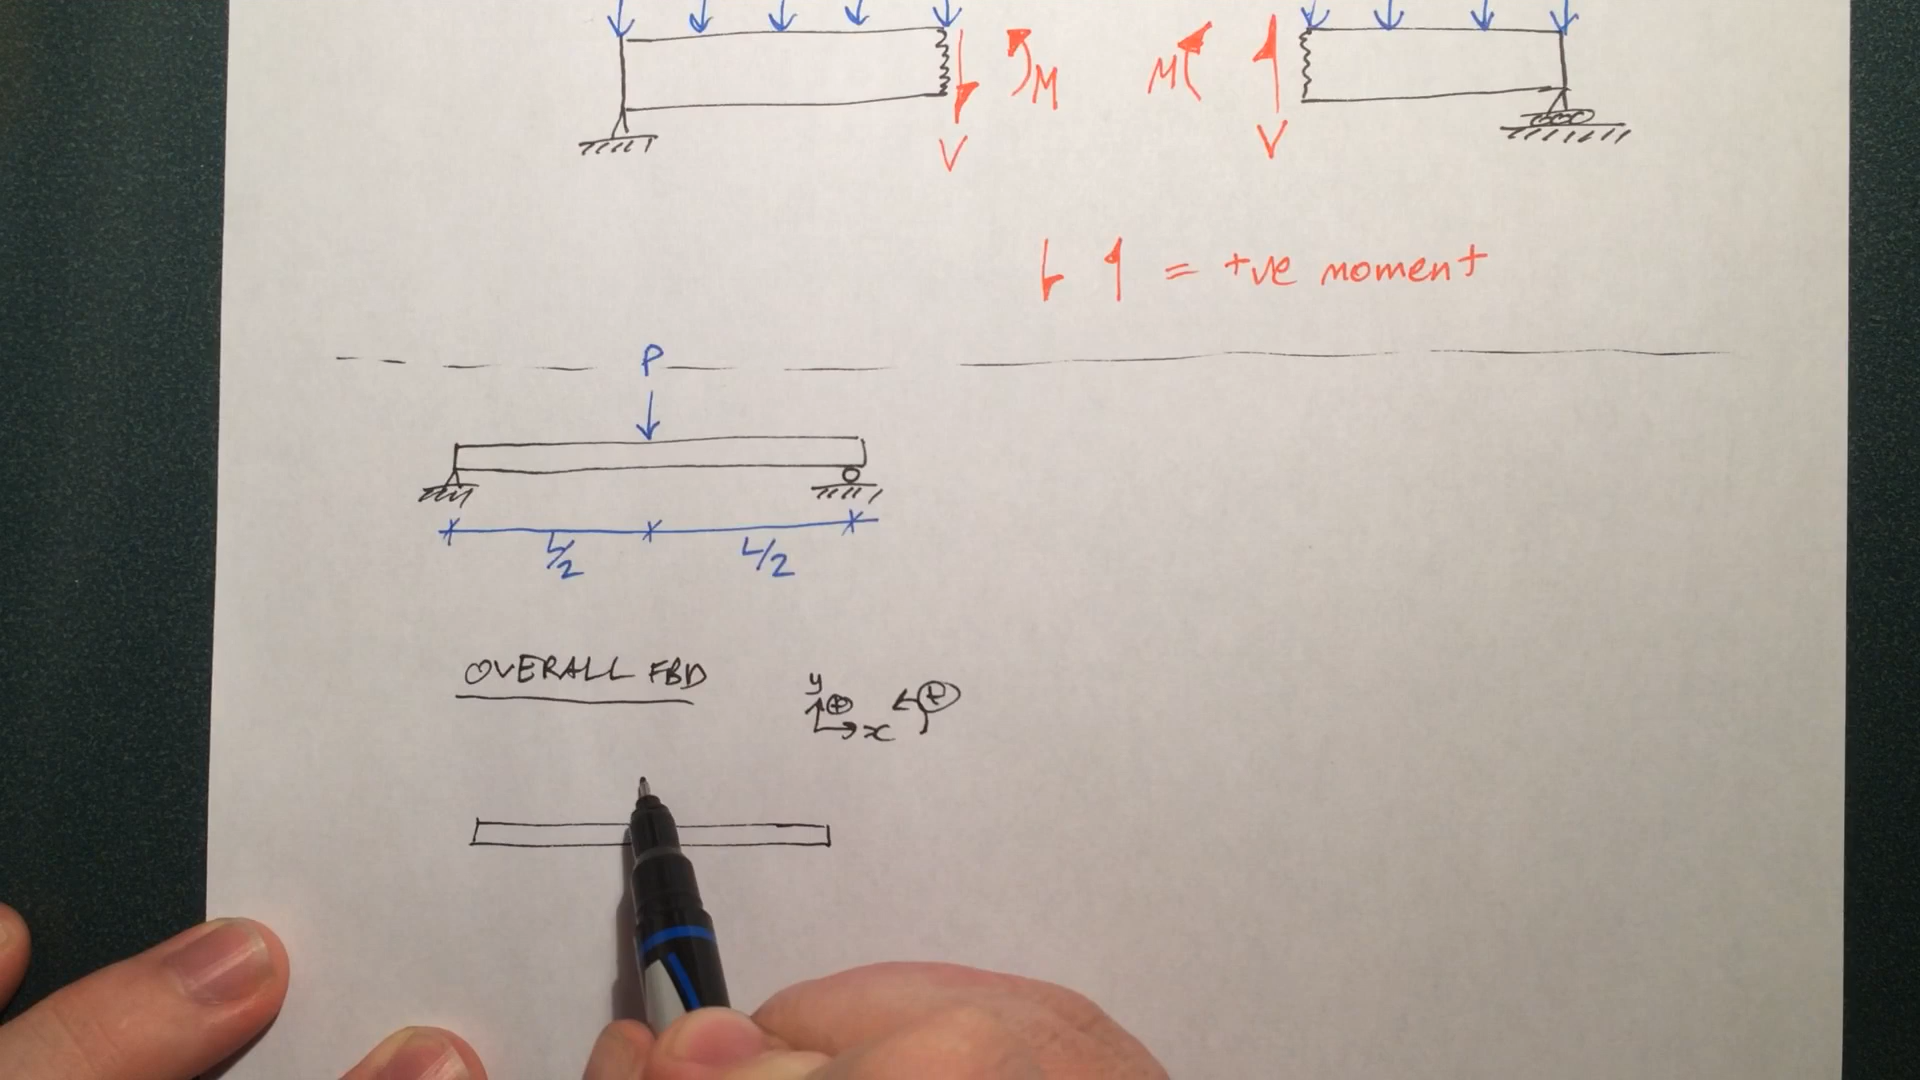 M M
V V
= +ve moment
P
L/2 L/2
OVERALL FBD
y + +
x